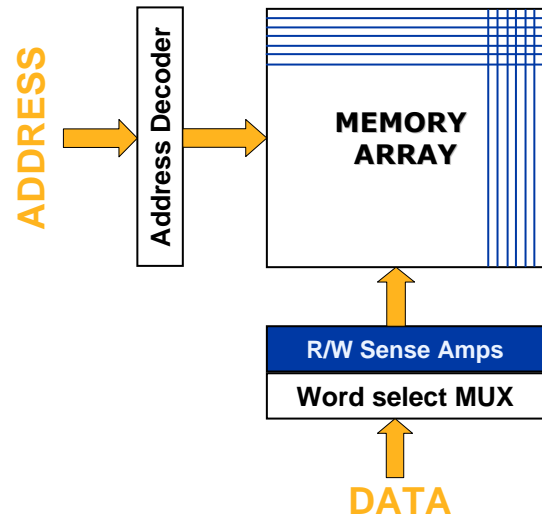 ADDRESS
Address Decoder
MEMORY
ARRAY
R/W Sense Amps
Word select MUX
DATA